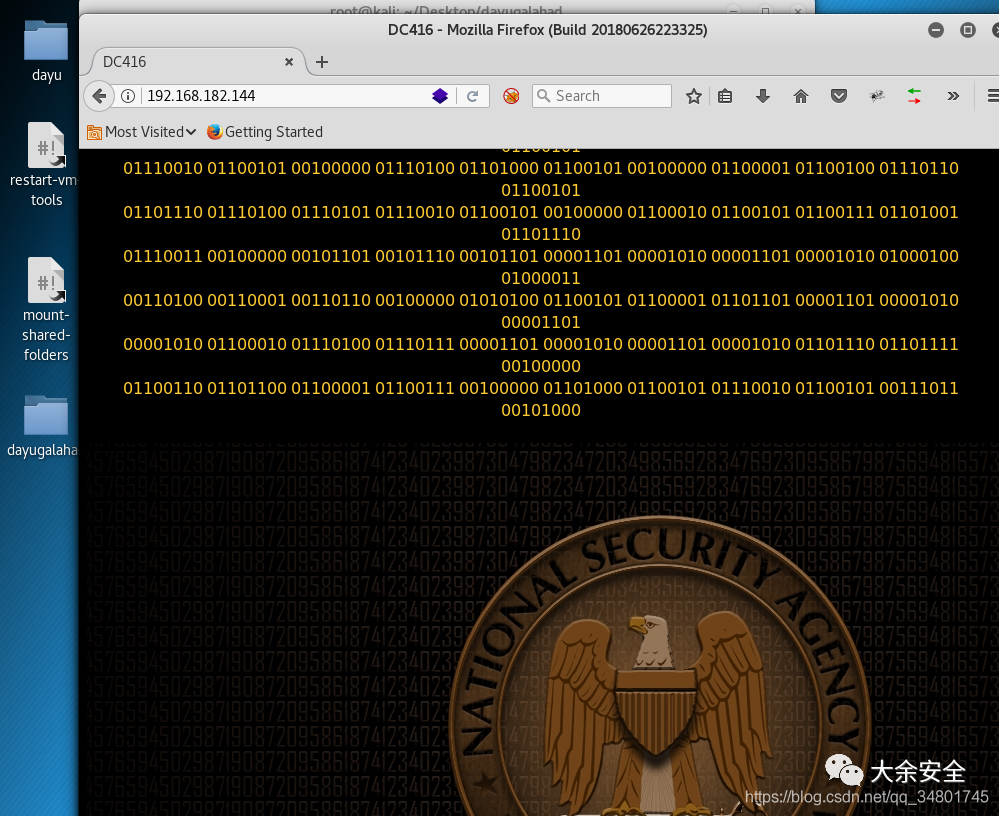 root@kali: ~/Desktop/dayugalahad
DC416 - Mozilla Firefox (Build 20180626223325)
DC416
192.168.182.144
Search
Most Visited
Getting Started
dayu
restart-vm-
tools
mount-
shared-
folders
dayugalaha
01100101
01110010 01100101 00100000 01110100 01101000 01100101 00100000 01100001 01100100 01110110
01100101
01101110 01110100 01110101 01110010 01100101 00100000 01100010 01100101 01100111 01101001
01101110
01110011 00100000 00101101 00101110 00101101 00001101 00001010 00001101 00001010 01000100
01000011
00110100 00110001 00110110 00100000 01010100 01100101 01100001 01101101 00001101 00001010
00001101
00001010 01100010 01110100 01110111 00001101 00001010 00001101 00001010 01101110 01101111
00100000
01100110 01101100 01100001 01100111 00100000 01101000 01100101 01110010 01100101 00111011
00101000
NATIONAL SECURITY AGENCY
大余安全
https://blog.csdn.net/qq_34801745